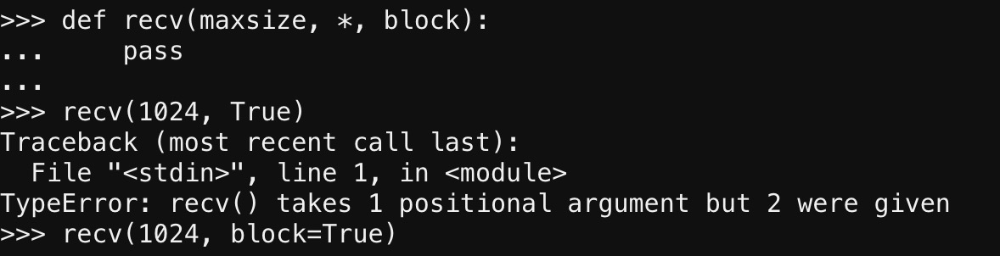 >>> def recv(maxsize, *, block):
...     pass
...
>>> recv(1024, True)
Traceback (most recent call last):
  File "<stdin>", line 1, in <module>
TypeError: recv() takes 1 positional argument but 2 were given
>>> recv(1024, block=True)